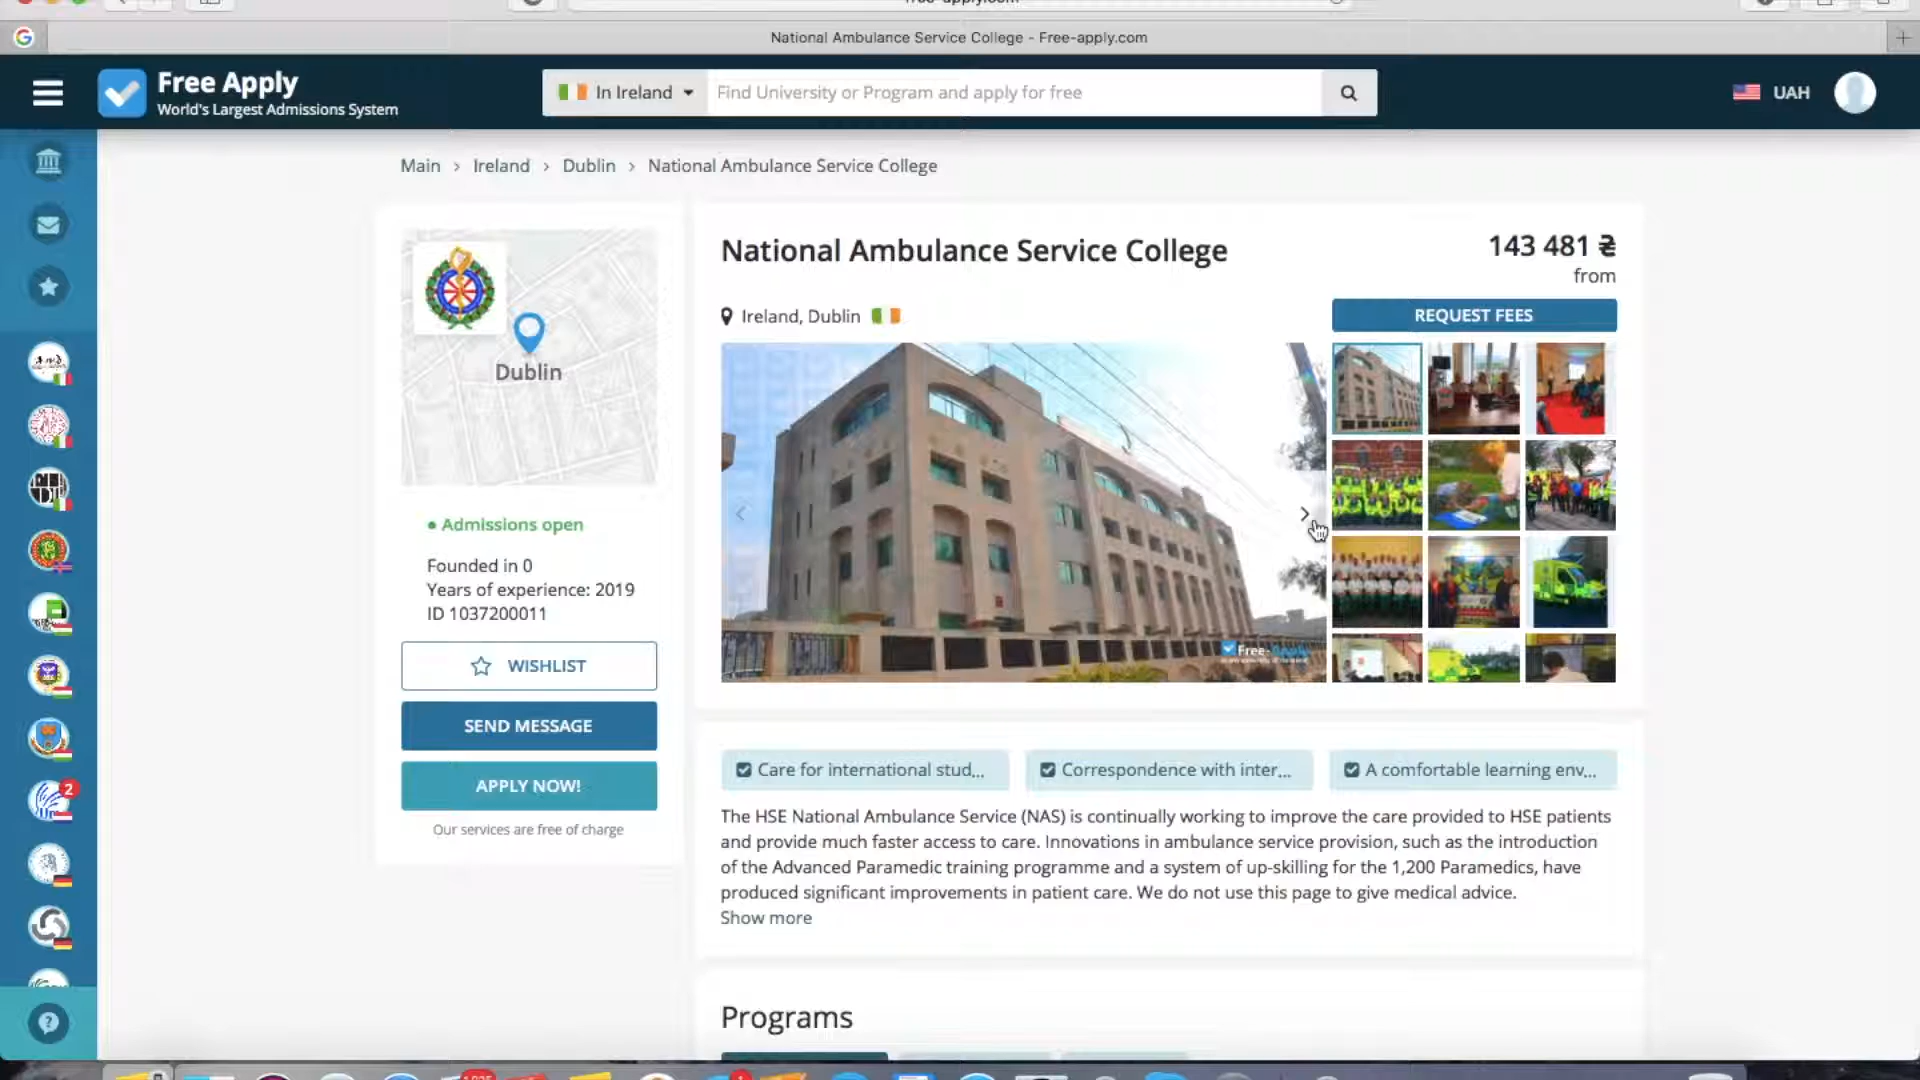 National Ambulance Service College - Free-apply.com
Free Apply
World's Largest Admissions System
In Ireland
Find University or Program and apply for free
UAH
Main > Ireland > Dublin > National Ambulance Service College
Dublin
● Admissions open
Founded in 0
Years of experience: 2019
ID 1037200011
WISHLIST
SEND MESSAGE
APPLY NOW!
Our services are free of charge
National Ambulance Service College
143 481 ₴
from
Ireland, Dublin
REQUEST FEES
Free-Apply
Care for international stud...
Correspondence with inter...
A comfortable learning env...
The HSE National Ambulance Service (NAS) is continually working to improve the care provided to HSE patients
and provide much faster access to care. Innovations in ambulance service provision, such as the introduction
of the Advanced Paramedic training programme and a system of up-skilling for the 1,200 Paramedics, have
produced significant improvements in patient care. We do not use this page to give medical advice.
Show more
2
Programs